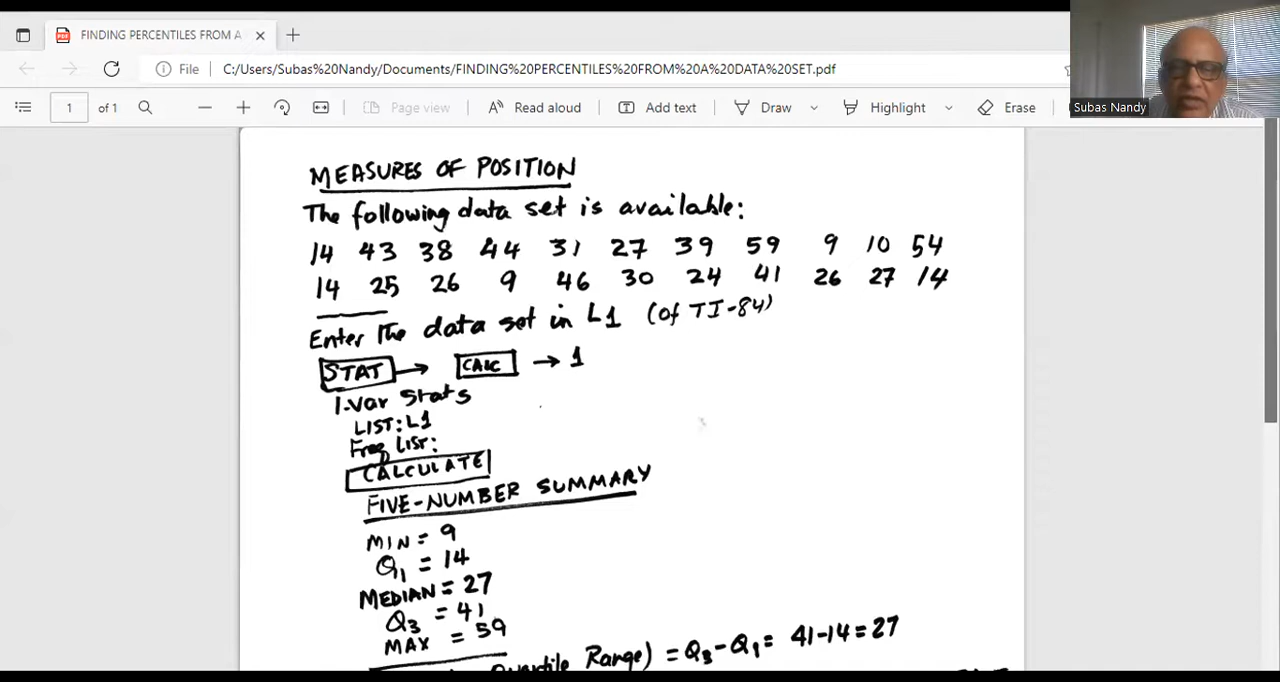 FINDING PERCENTILES FROM A
File C:/Users/Subas%20Nandy/Documents/FINDING%20PERCENTILES%20FROM%20A%20DATA%20SET.pdf
1 of 1 Page view Read aloud Add text Draw Highlight Erase
Subas Nandy
MEASURES OF POSITION
The following data set is available:
14 43 38 44 31 27 39 59 9 10 54
14 25 26 9 46 30 24 41 26 27 14
Enter the data set in L1 (of TI-84)
STAT → CALC → 1
1-Var Stats
LIST: L1
Freq LIST:
CALCULATE
FIVE-NUMBER SUMMARY
MIN = 9
Q1 = 14
MEDIAN = 27
Q3 = 41
MAX = 59
Quartile Range) = Q3 - Q1 = 41-14 = 27